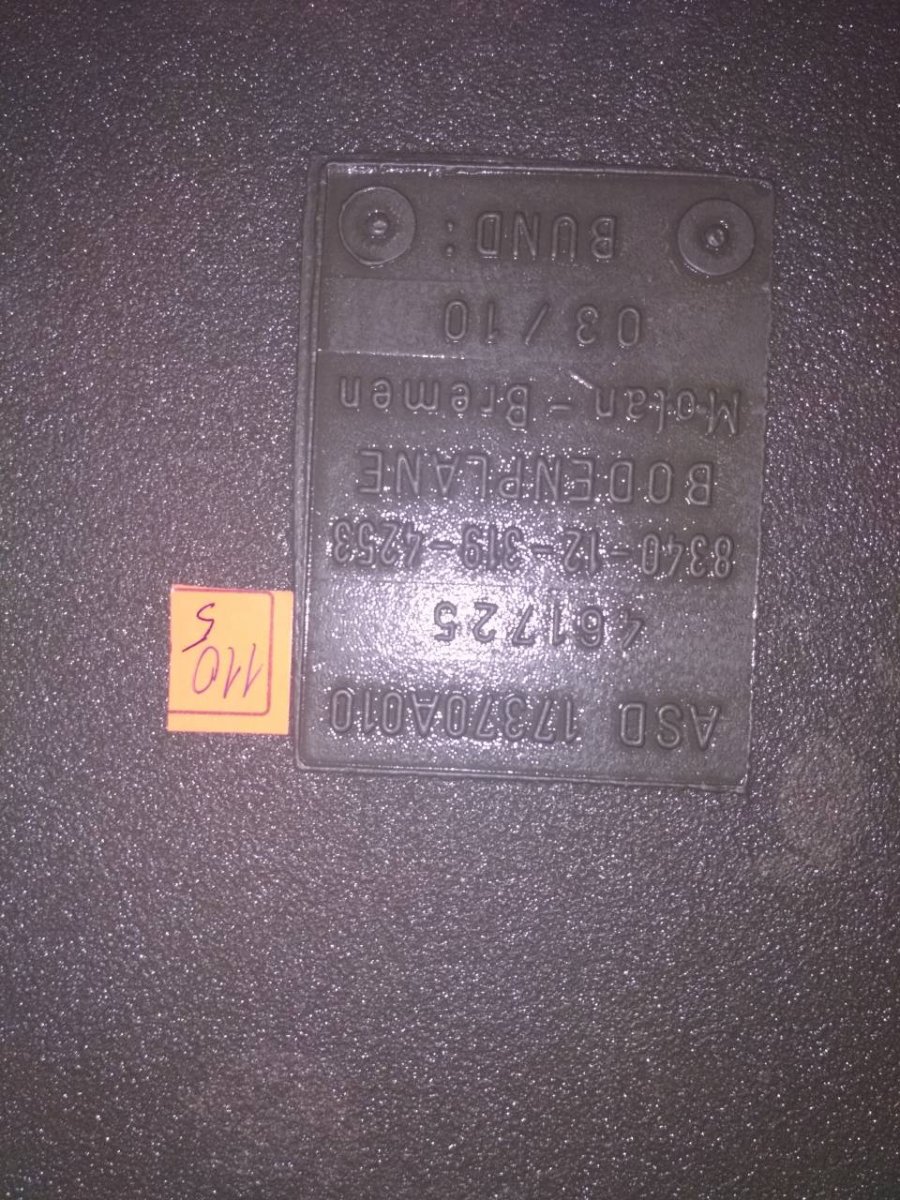 ASD 17370A010
461725
8340-12-319-4253
BODENPLANE
Molan-Bremen
03/10
BUND:
110